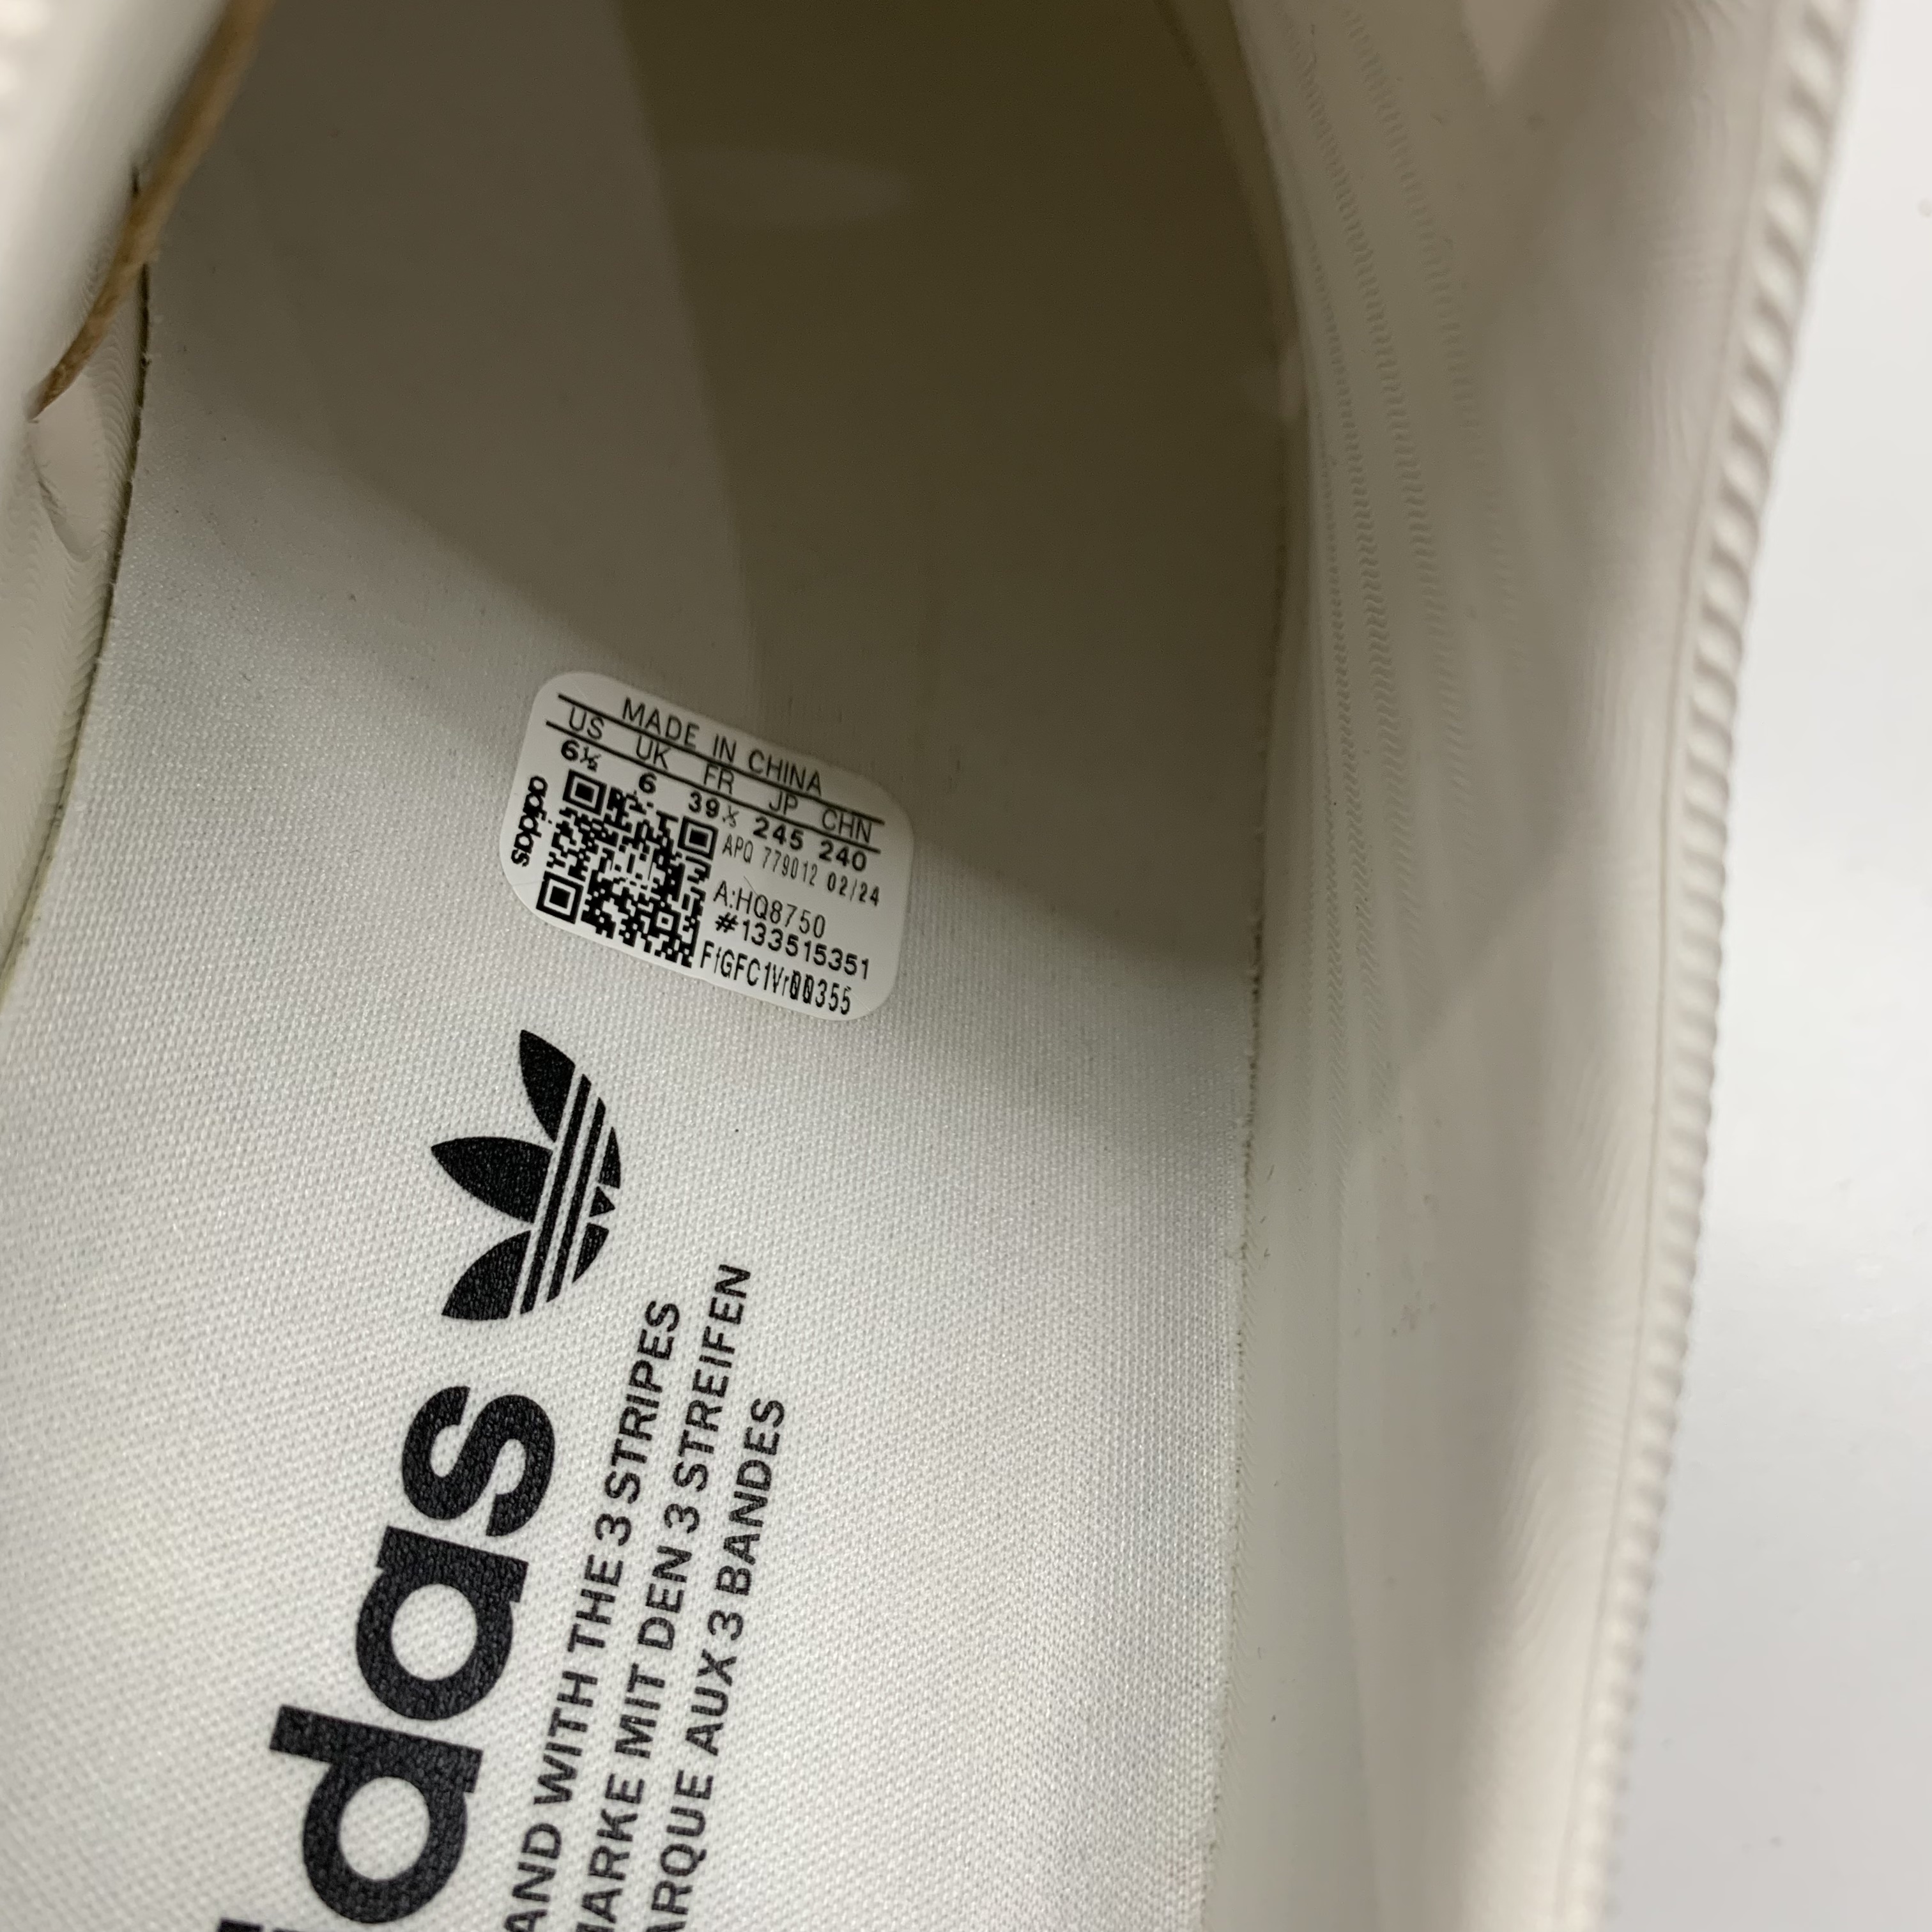 MADE IN CHINA
US UK FR JP CHN
6½ 6 39⅓ 245 240
adidas
APQ 779012 02/24
A:HQ8750
#133515351
adidas
AND WITH THE 3 STRIPES
MARKE MIT DEN 3 STREIFEN
ARQUE AUX 3 BANDES